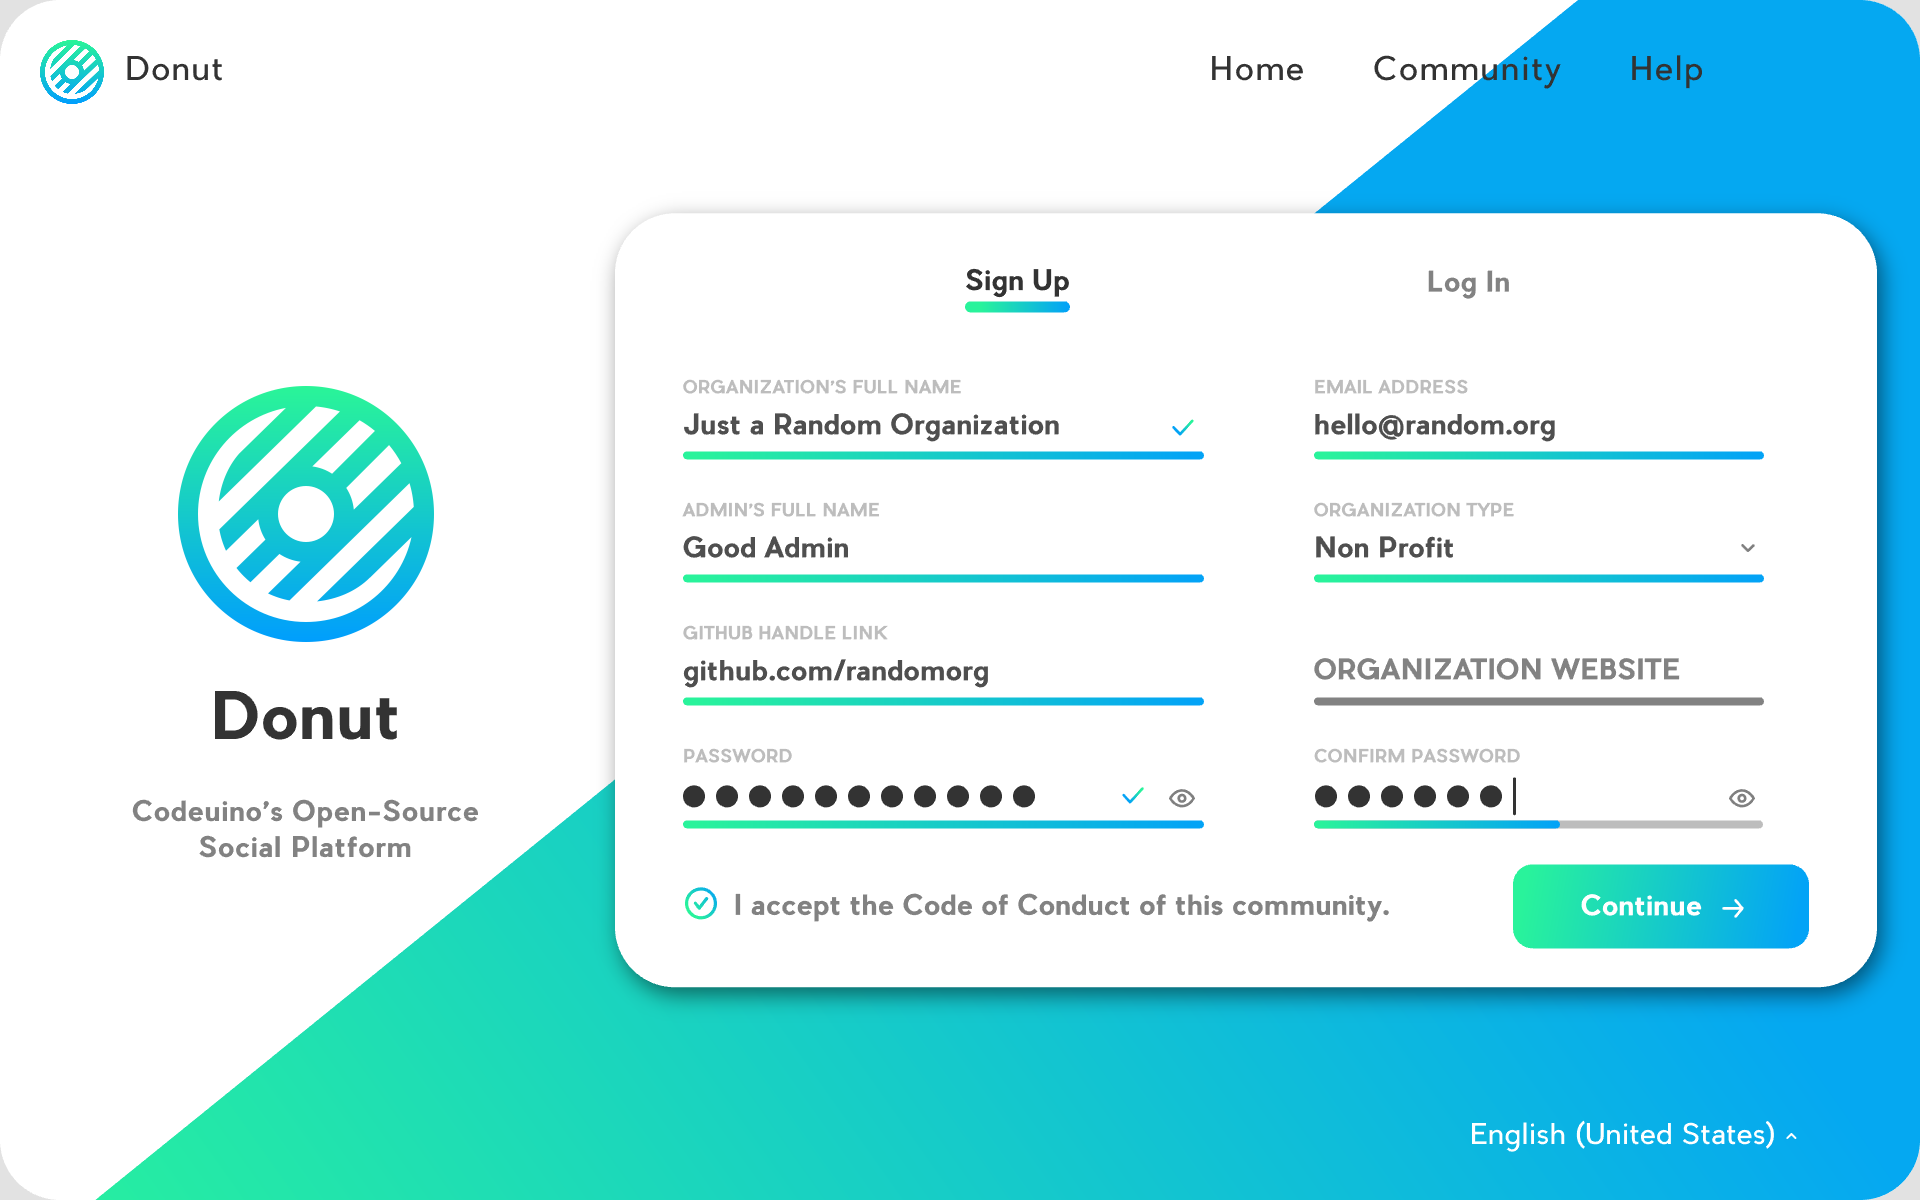 Donut
Home Community Help
Sign Up Log In
ORGANIZATION'S FULL NAME
Just a Random Organization
EMAIL ADDRESS
hello@random.org
ADMIN'S FULL NAME
Good Admin
ORGANIZATION TYPE
Non Profit
GITHUB HANDLE LINK
github.com/randomorg
ORGANIZATION WEBSITE
PASSWORD
CONFIRM PASSWORD
I accept the Code of Conduct of this community.
Continue
Donut
Codeuino's Open-Source
Social Platform
English (United States)